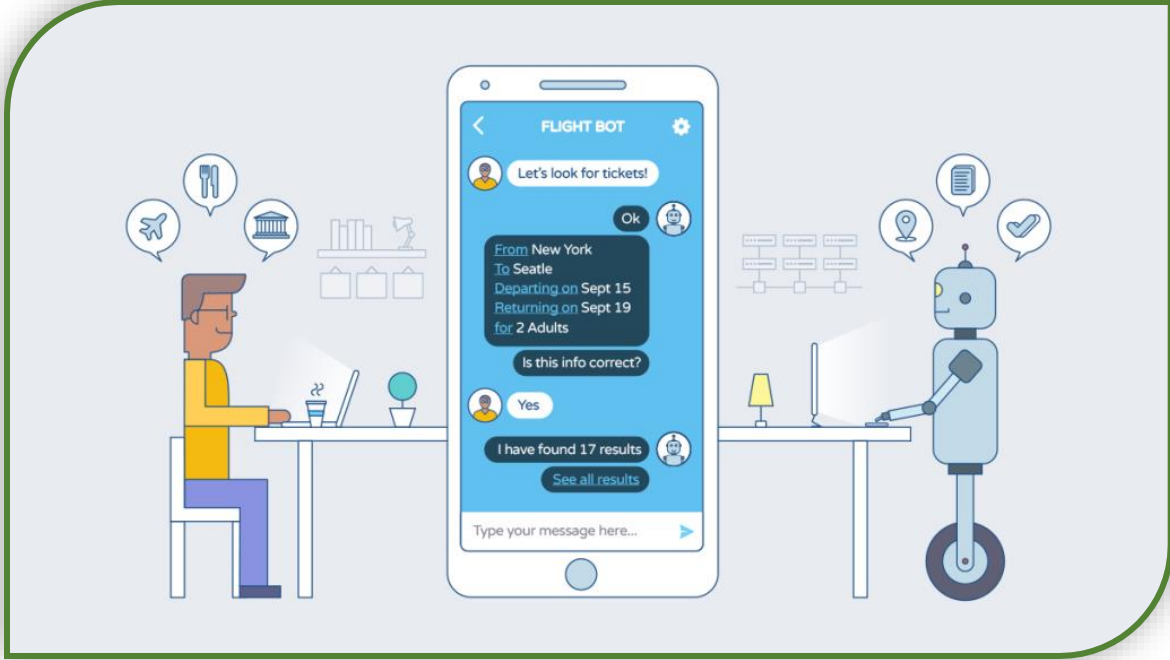 FLIGHT BOT
Let's look for tickets!
Ok
From New York
To Seatle
Departing on Sept 15
Returning on Sept 19
for 2 Adults
Is this info correct?
Yes
I have found 17 results
See all results
Type your message here...